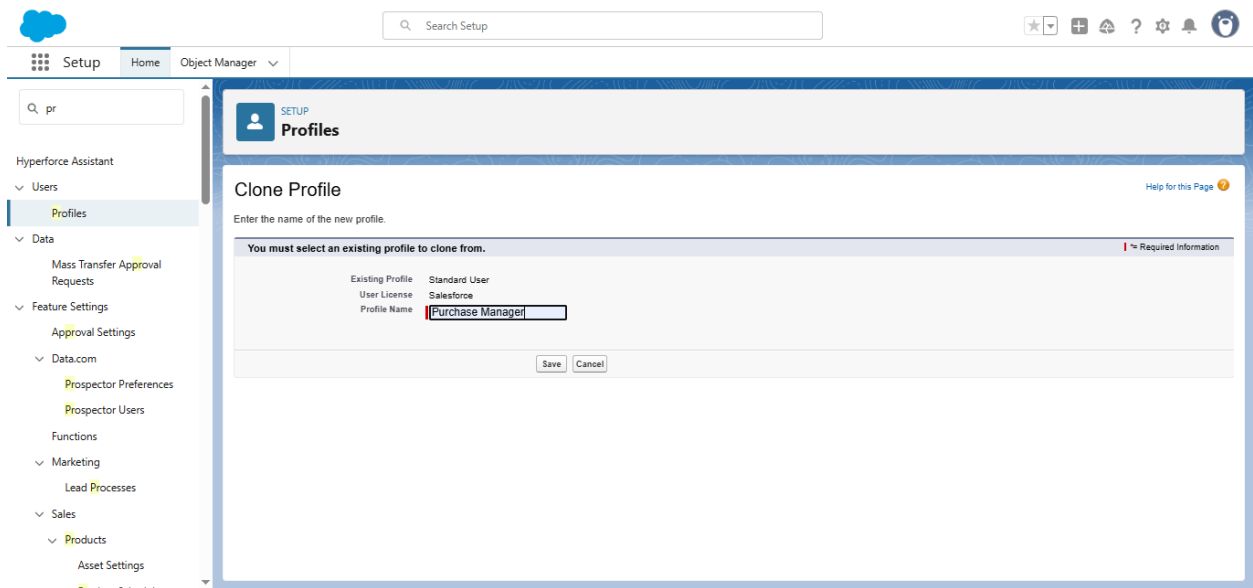 Search Setup
Setup
Home
Object Manager
pr
Hyperforce Assistant
Users
Profiles
Data
Mass Transfer Approval
Requests
Feature Settings
Approval Settings
Data.com
Prospector Preferences
Prospector Users
Functions
Marketing
Lead Processes
Sales
Products
Asset Settings
SETUP
Profiles
Clone Profile
Help for this Page ?
Enter the name of the new profile.
You must select an existing profile to clone from.
= Required Information
Existing Profile Standard User
User License Salesforce
Profile Name Purchase Manager
Save Cancel